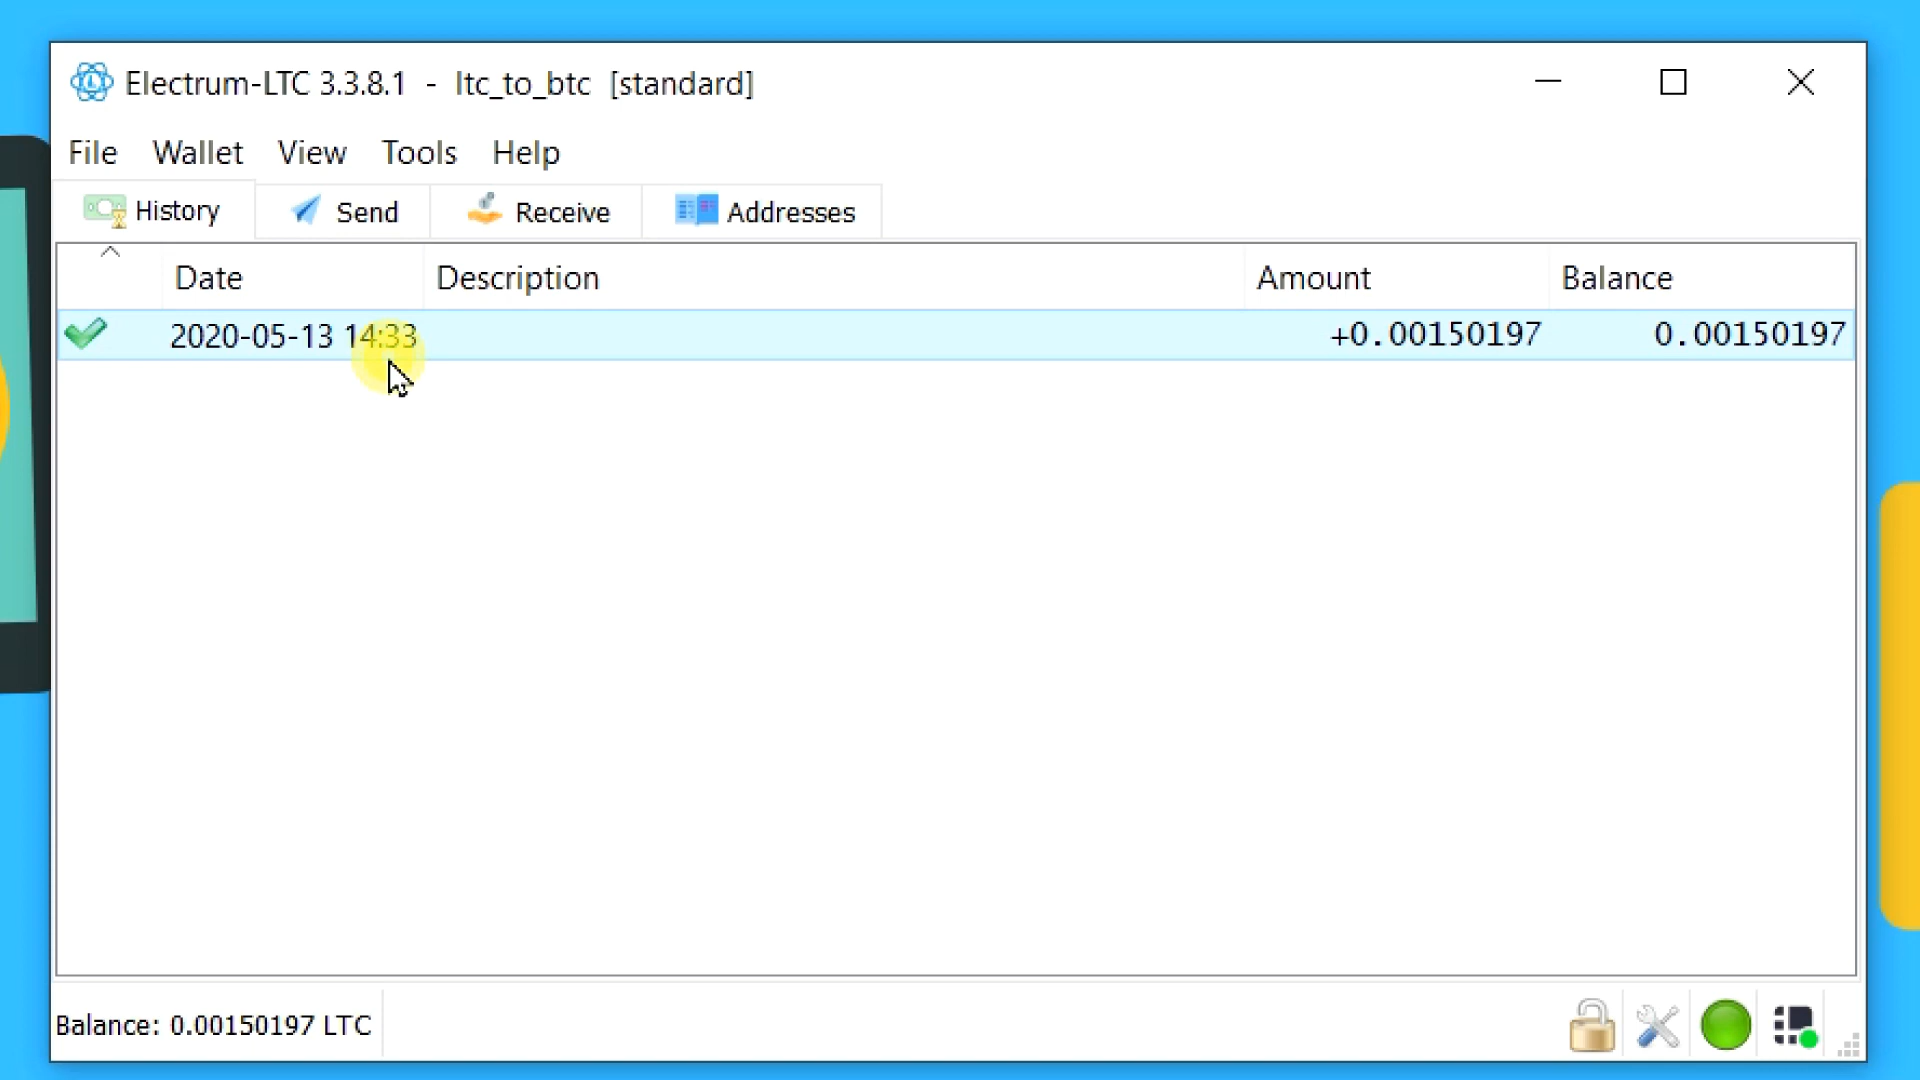 Electrum-LTC 3.3.8.1 - ltc_to_btc [standard]
File Wallet View Tools Help
History Send Receive Addresses
Date Description Amount Balance
2020-05-13 14:33 +0.00150197 0.00150197
Balance: 0.00150197 LTC